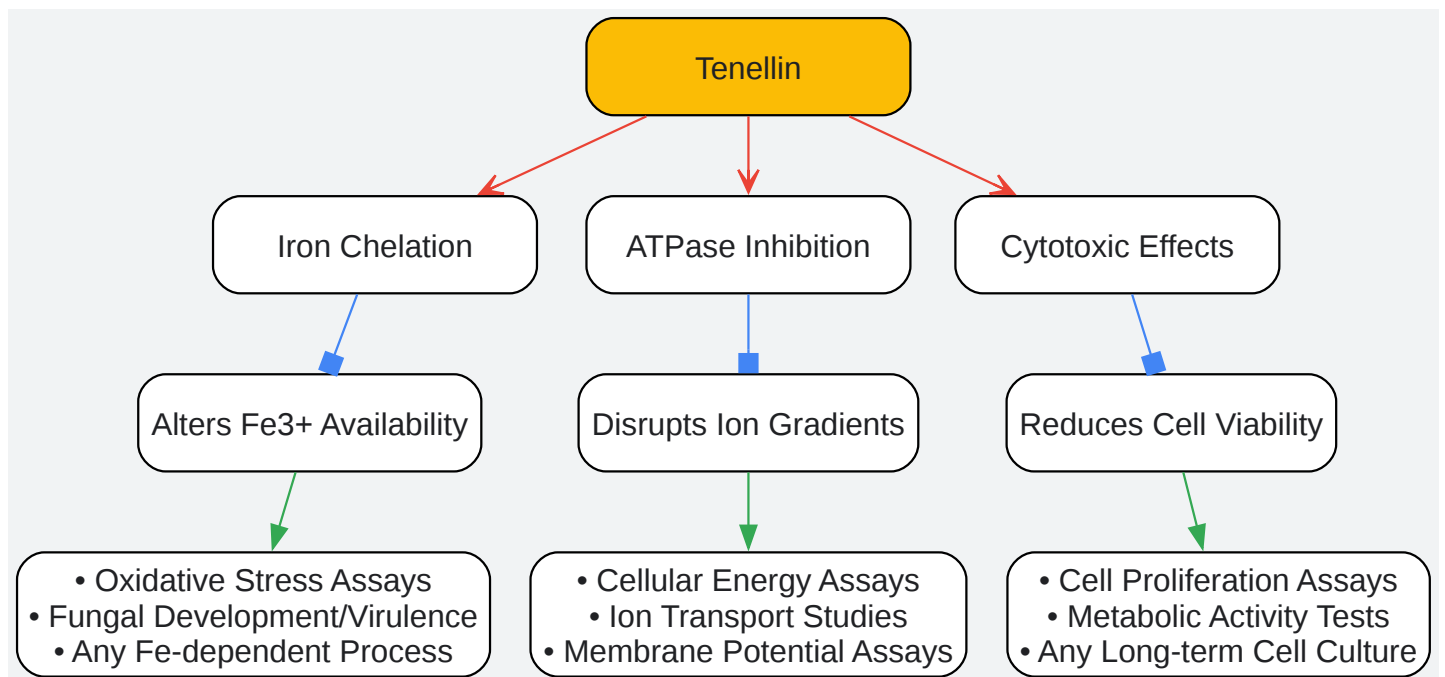 Tenellin
Iron Chelation
ATPase Inhibition
Cytotoxic Effects
Alters Fe3+ Availability
Disrupts Ion Gradients
Reduces Cell Viability
• Oxidative Stress Assays
• Fungal Development/Virulence
• Any Fe-dependent Process
• Cellular Energy Assays
• Ion Transport Studies
• Membrane Potential Assays
• Cell Proliferation Assays
• Metabolic Activity Tests
• Any Long-term Cell Culture